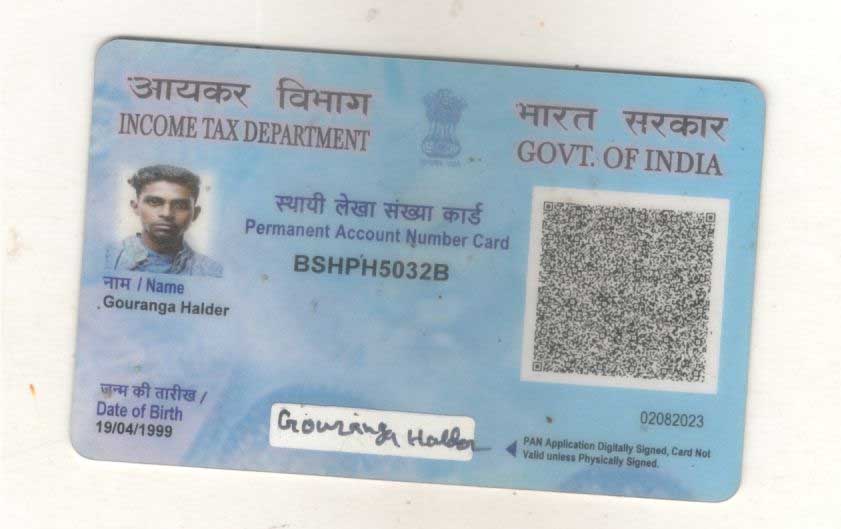 आयकर विभाग
INCOME TAX DEPARTMENT
भारत सरकार
GOVT. OF INDIA
स्थायी लेखा संख्या कार्ड
Permanent Account Number Card
BSHPH5032B
नाम / Name
Gouranga Halder
जन्म की तारीख /
Date of Birth
19/04/1999
Gouranga Halder
02082023
PAN Application Digitally Signed, Card Not
Valid unless Physically Signed.